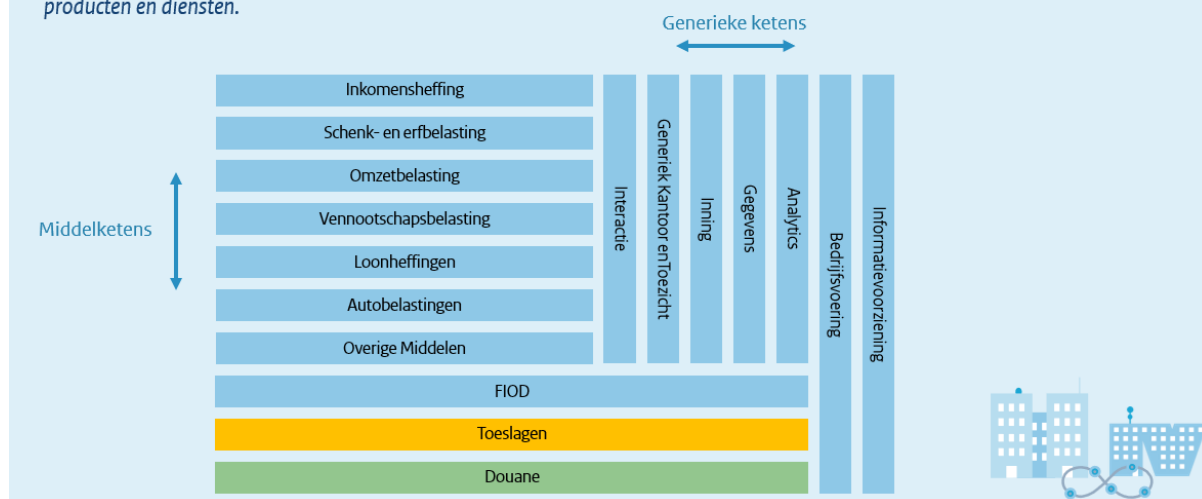 producten en diensten.
Generieke ketens
Middelketens
Inkomensheffing
Schenk- en erfbelasting
Omzetbelasting
Vennootschapsbelasting
Loonheffingen
Autobelastingen
Overige Middelen
FIOD
Toeslagen
Douane
Interactie
Generiek Kantoor enToezicht
Inning
Gegevens
Analytics
Bedrijfsvoering
Informatievoorziening